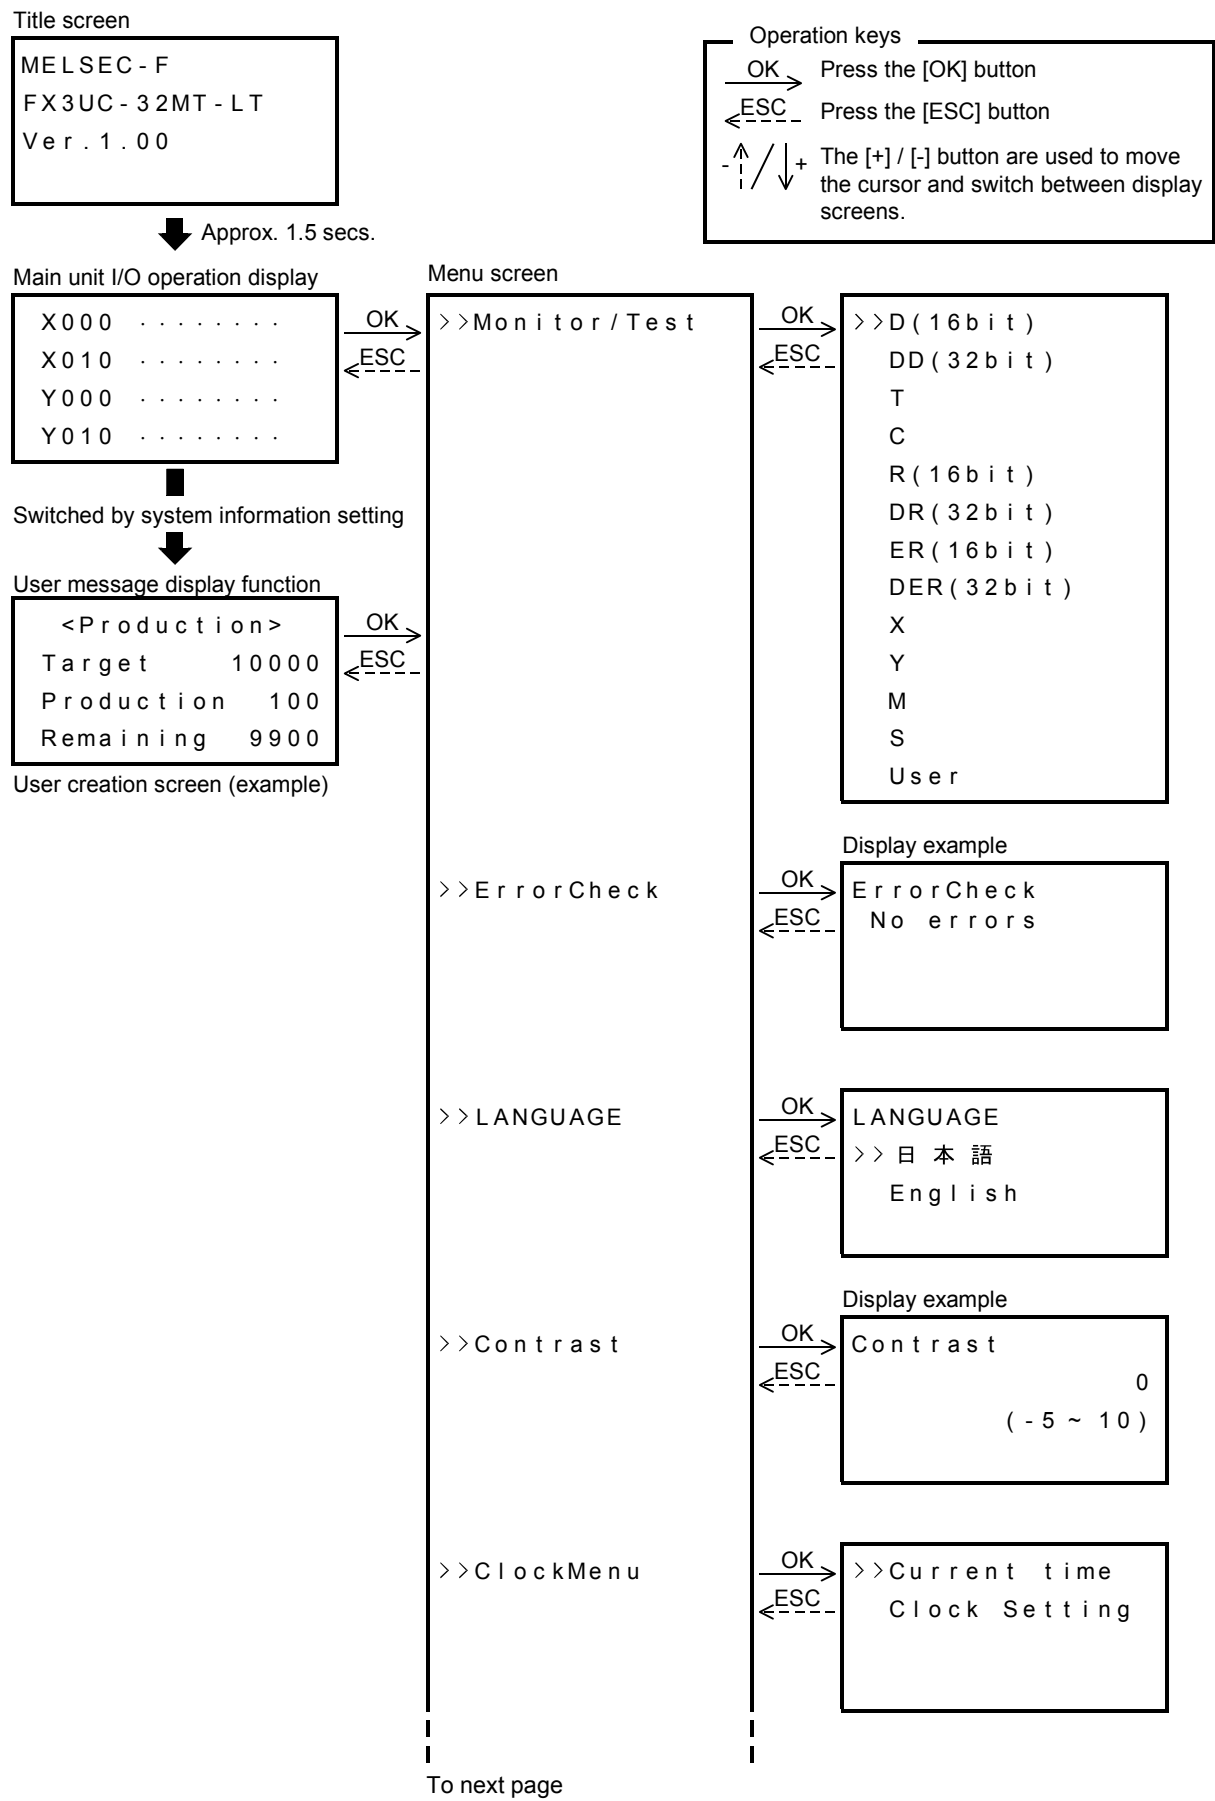 Title screen
MELSEC-F
FX3UC-32MT-LT
Ver.1.00
Approx. 1.5 secs.
Operation keys
OK Press the [OK] button
ESC Press the [ESC] button
- / + The [+] / [-] button are used to move
the cursor and switch between display
screens.
Main unit I/O operation display
X000 ........
X010 ........
Y000 ........
Y010 ........
OK
ESC
Switched by system information setting
User message display function
<Production>
Target 10000
Production 100
Remaining 9900
User creation screen (example)
OK
ESC
Menu screen
>>Monitor/Test
OK
ESC
>>D(16bit)
DD(32bit)
T
C
R(16bit)
DR(32bit)
ER(16bit)
DER(32bit)
X
Y
M
S
User
>>ErrorCheck
OK
ESC
Display example
ErrorCheck
No errors
>>LANGUAGE
OK
ESC
LANGUAGE
>>日本語
English
>>Contrast
OK
ESC
Display example
Contrast
0
(-5 ~ 10)
>>ClockMenu
OK
ESC
>>Current time
Clock Setting
To next page